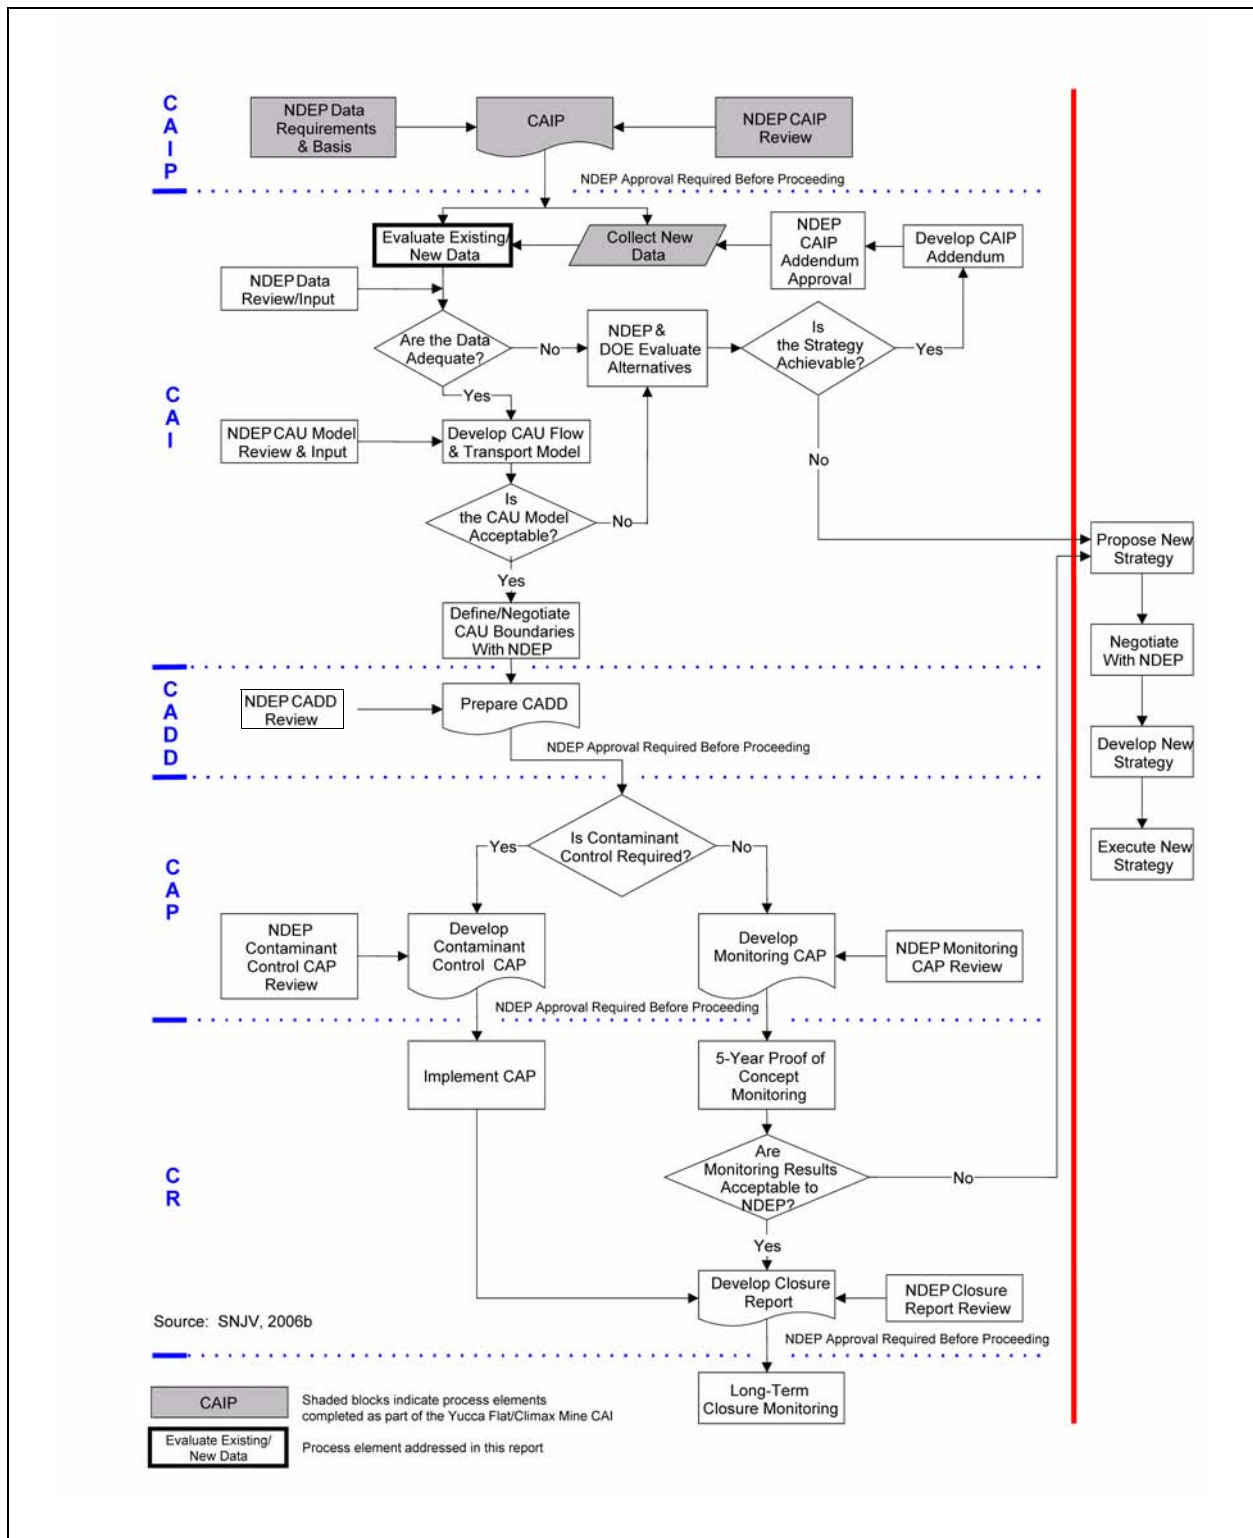 C
A
I
P
NDEP Data
Requirements
& Basis
CAIP
NDEP CAIP
Review
NDEP Approval Required Before Proceeding
C
A
I
Evaluate Existing/
New Data
Collect New
Data
NDEP
CAIP
Addendum
Approval
Develop CAIP
Addendum
NDEP Data
Review/Input
Are the Data
Adequate?
No
NDEP &
DOE Evaluate
Alternatives
Is
the Strategy
Achievable?
Yes
Yes
NDEP CAU Model
Review & Input
Develop CAU Flow
& Transport Model
No
Is
the CAU Model
Acceptable?
No
Propose New
Strategy
Yes
Define/Negotiate
CAU Boundaries
With NDEP
Negotiate
With NDEP
C
A
D
D
NDEP CADD
Review
Prepare CADD
NDEP Approval Required Before Proceeding
Develop New
Strategy
C
A
P
Yes
Is Contaminant
Control Required?
No
Execute New
Strategy
NDEP
Contaminant
Control CAP
Review
Develop
Contaminant
Control CAP
Develop
Monitoring CAP
NDEP Monitoring
CAP Review
NDEP Approval Required Before Proceeding
C
R
Implement CAP
5-Year Proof of
Concept
Monitoring
Are
Monitoring Results
Acceptable to
NDEP?
No
Yes
Develop Closure
Report
NDEP Closure
Report Review
Source: SNJV, 2006b
NDEP Approval Required Before Proceeding
Long-Term
Closure Monitoring
CAIP
Shaded blocks indicate process elements
completed as part of the Yucca Flat/Climax Mine CAI
Evaluate Existing/
New Data
Process element addressed in this report